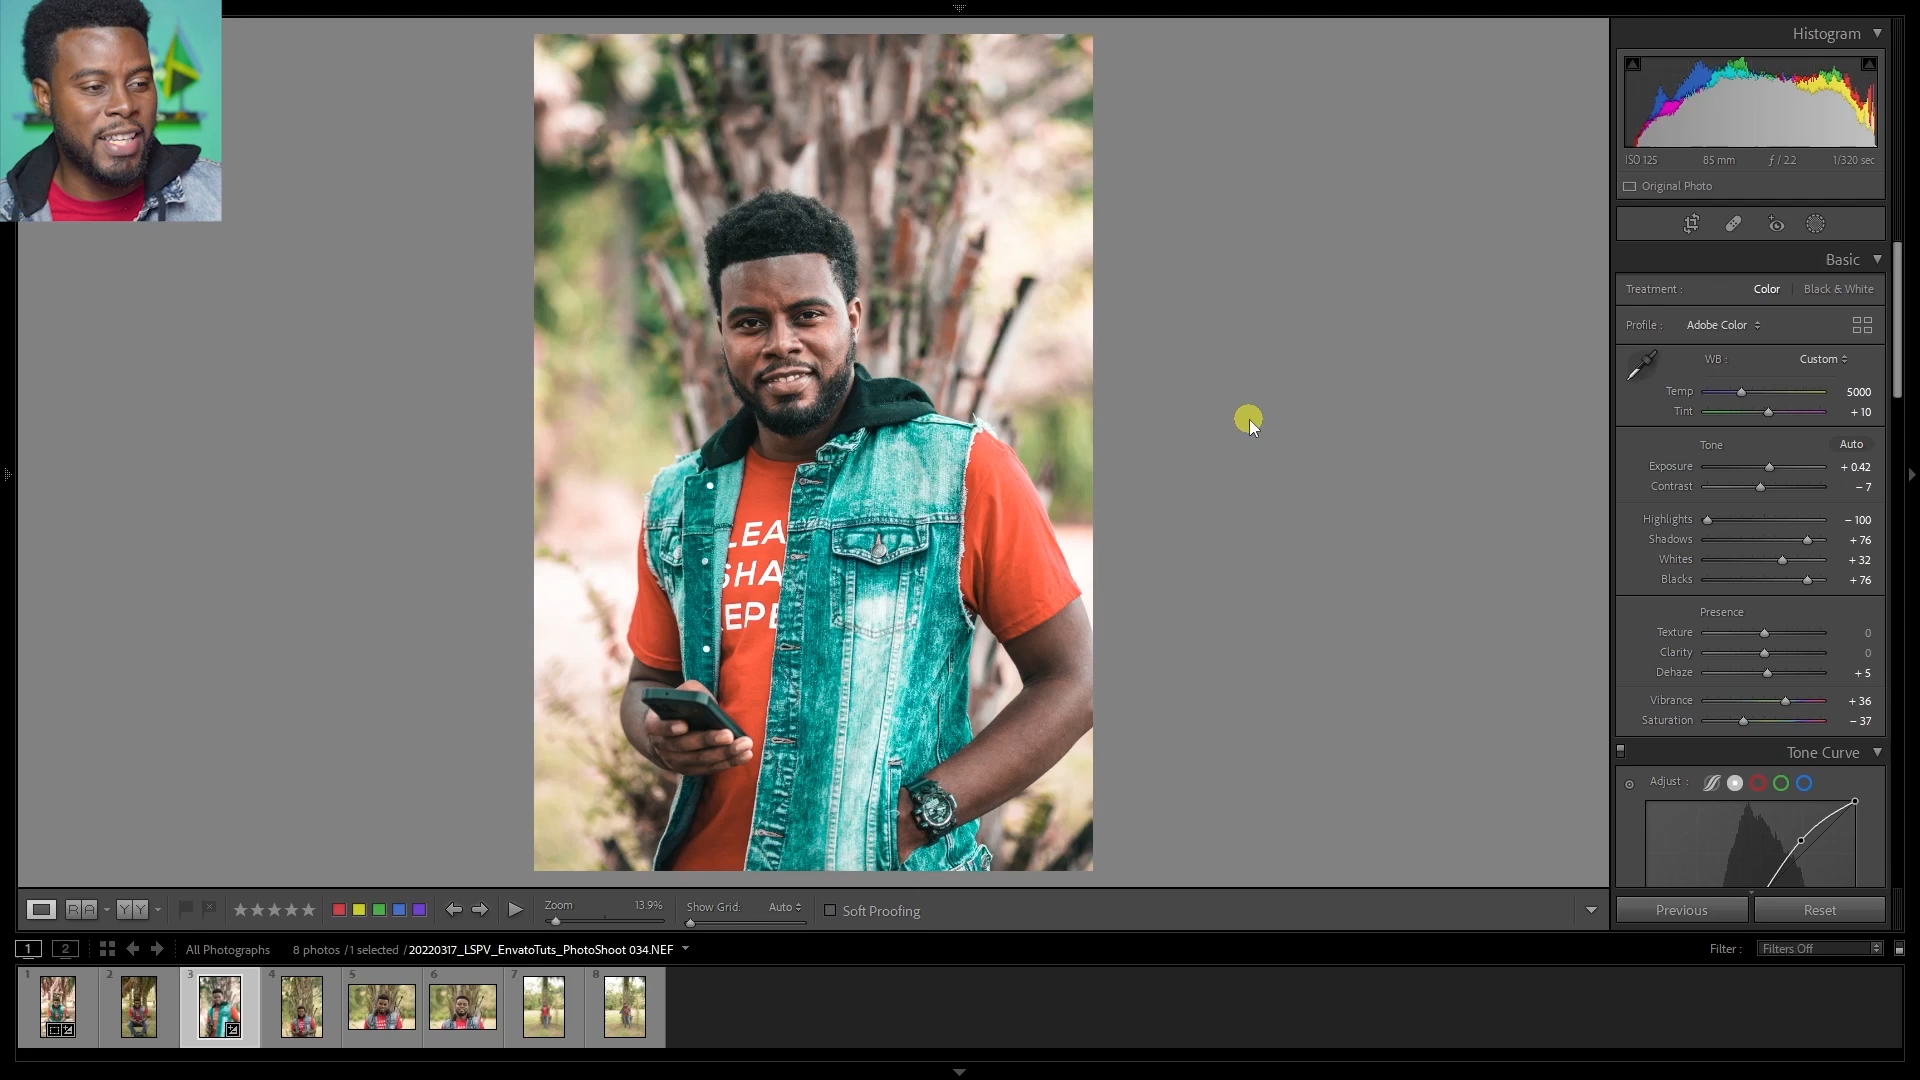 Histogram
ISO 125 85 mm ƒ / 2.2 1/320 sec
Original Photo
Basic
Treatment : Color Black & White
Profile : Adobe Color
WB : Custom
Temp 5000
Tint + 10
Tone Auto
Exposure + 0.42
Contrast – 7
Highlights – 100
Shadows + 76
Whites + 32
Blacks + 76
Presence
Texture 0
Clarity 0
Dehaze + 5
Vibrance + 36
Saturation – 37
Tone Curve
Adjust :
LEA
SHA
EPE
R A Y Y Zoom 13.9% Show Grid: Auto Soft Proofing
Previous Reset
1 2 All Photographs 8 photos / 1 selected / 20220317_LSPV_EnvatoTuts_PhotoShoot 034.NEF Filter : Filters Off
1 2 3 4 5 6 7 8